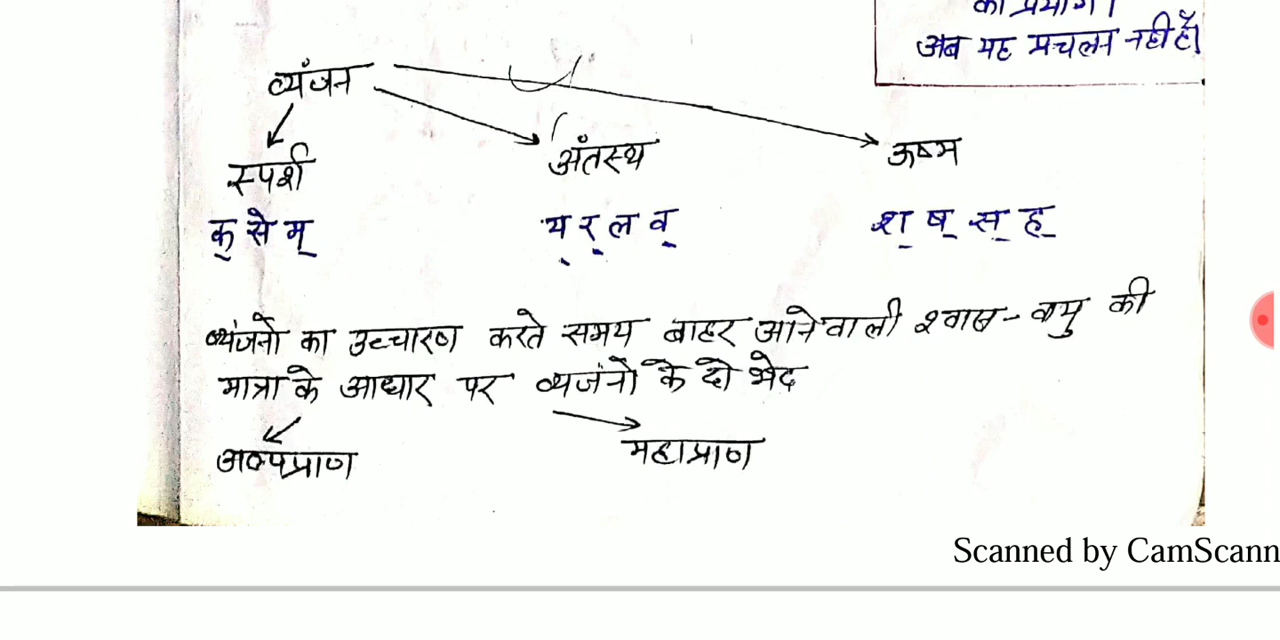 का प्रयोग।
अब यह प्रचलन नहीं है।
व्यंजन
स्पर्श अंतस्थ ऊष्म
क् से म् य् र् ल व् श् ष् स् ह्
व्यंजनों का उच्चारण करते समय बाहर आनेवाली श्वास-वायु की
मात्रा के आधार पर व्यजंनों के दो भेद
अल्पप्राण महाप्राण
Scanned by CamScann